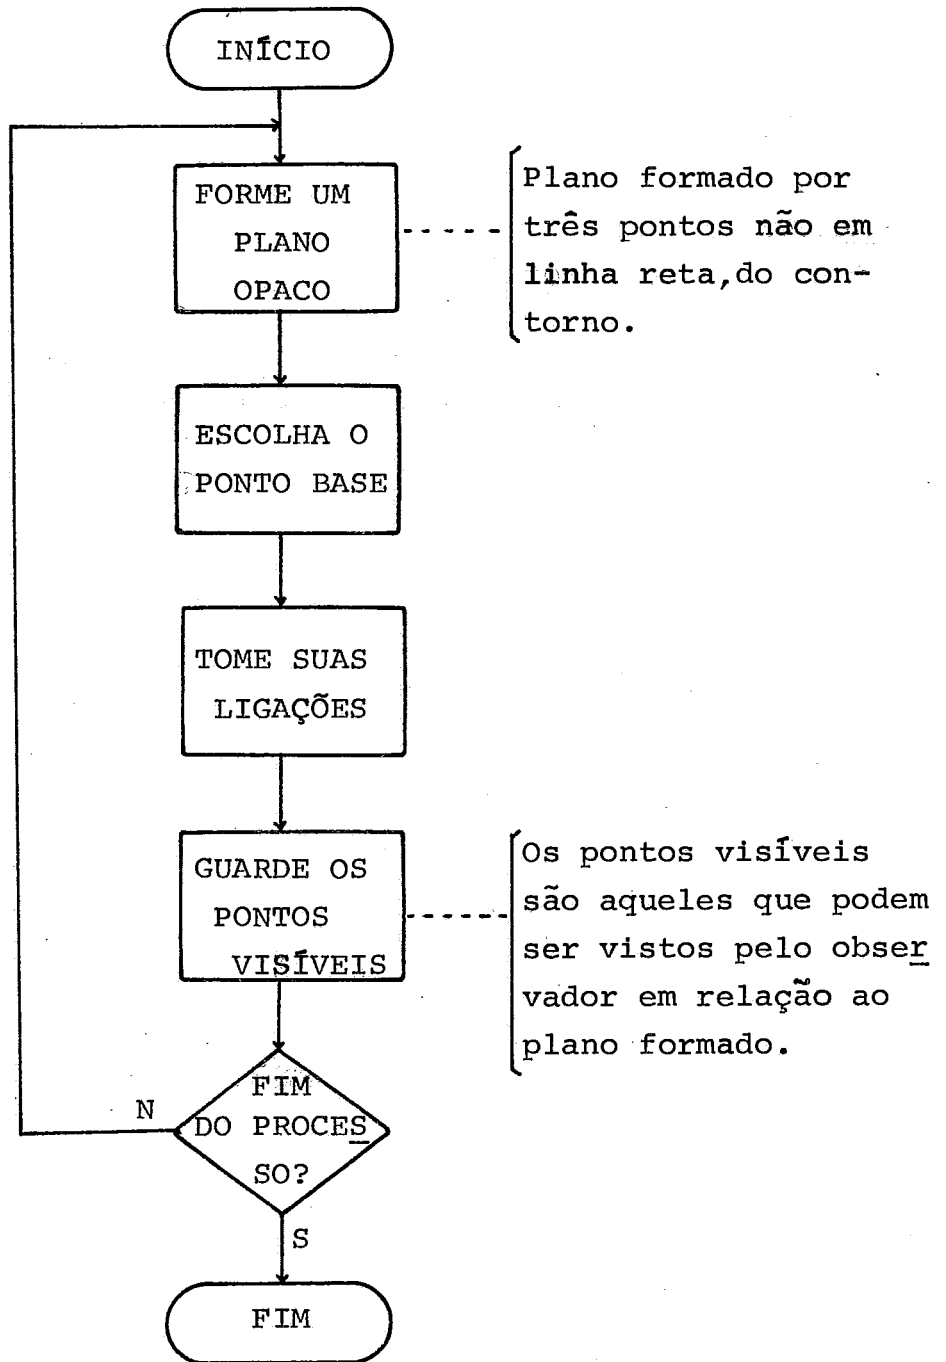 INÍCIO
FORME UM
PLANO
OPACO
Plano formado por
três pontos não em
linha reta,do con-
torno.
ESCOLHA O
PONTO BASE
TOME SUAS
LIGAÇÕES
GUARDE OS
PONTOS
VISÍVEIS
Os pontos visíveis
são aqueles que podem
ser vistos pelo obser
vador em relação ao
plano formado.
FIM
DO PROCES
SO?
N
S
FIM